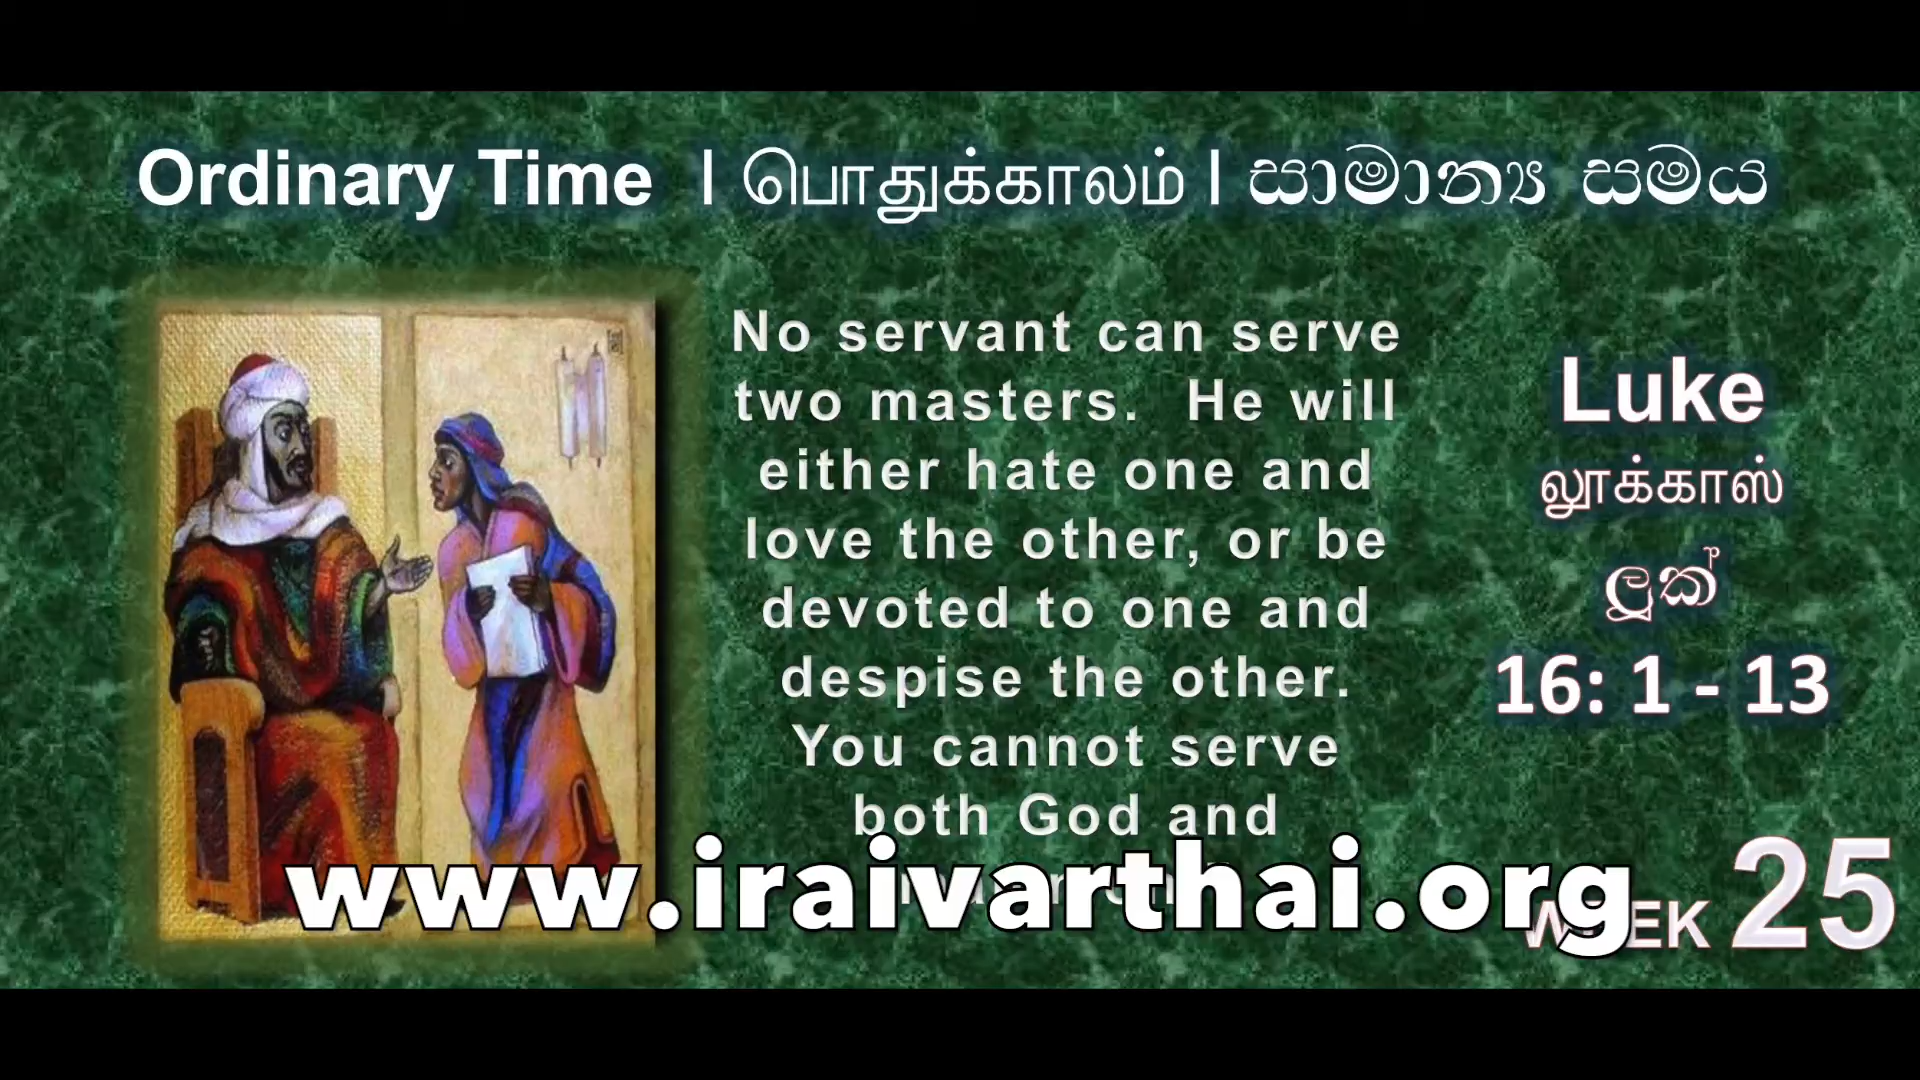 Ordinary Time | பொதுக்காலம் | සාමාන්‍ය සමය
No servant can serve
two masters. He will
either hate one and
love the other, or be
devoted to one and
despise the other.
You cannot serve
both God and
Luke
லூக்காஸ்
ලූක්
16: 1 - 13
WEEK 25
www.iraivarthai.org